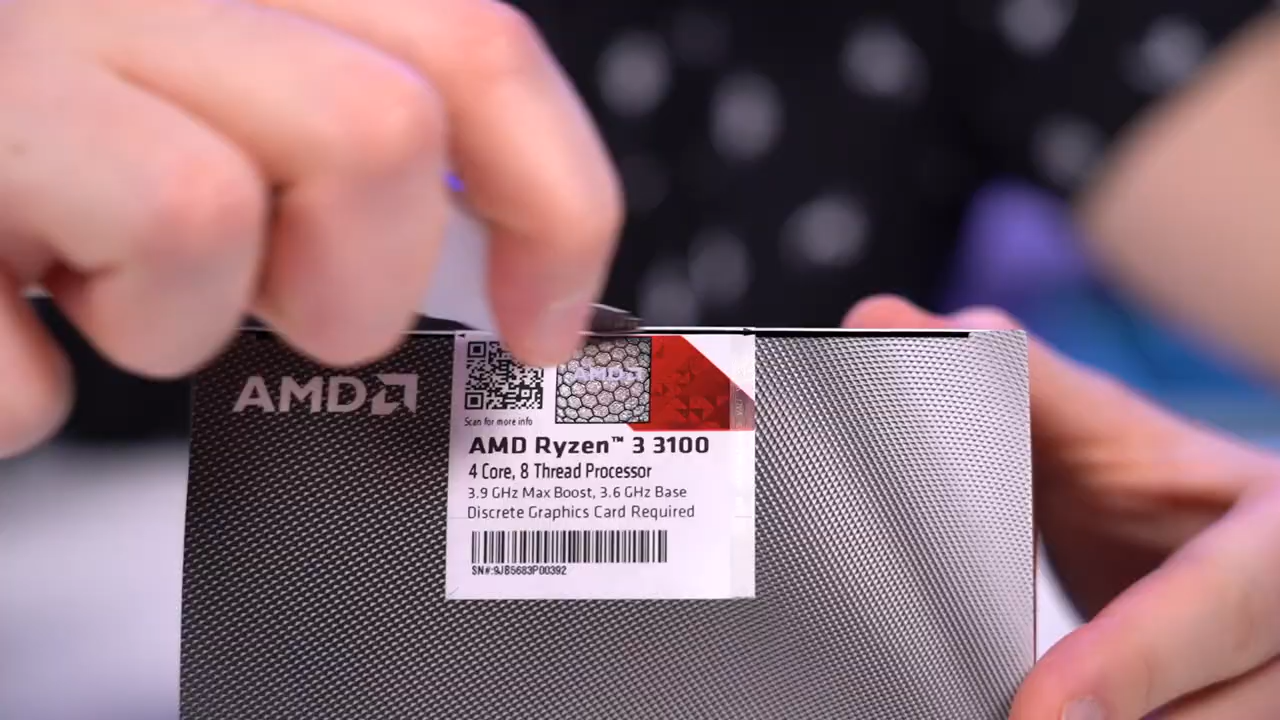 AMD
AMD
Scan for more info
AMD Ryzen™ 3 3100
4 Core, 8 Thread Processor
3.9 GHz Max Boost, 3.6 GHz Base
Discrete Graphics Card Required
SN#:9JB5683P00392